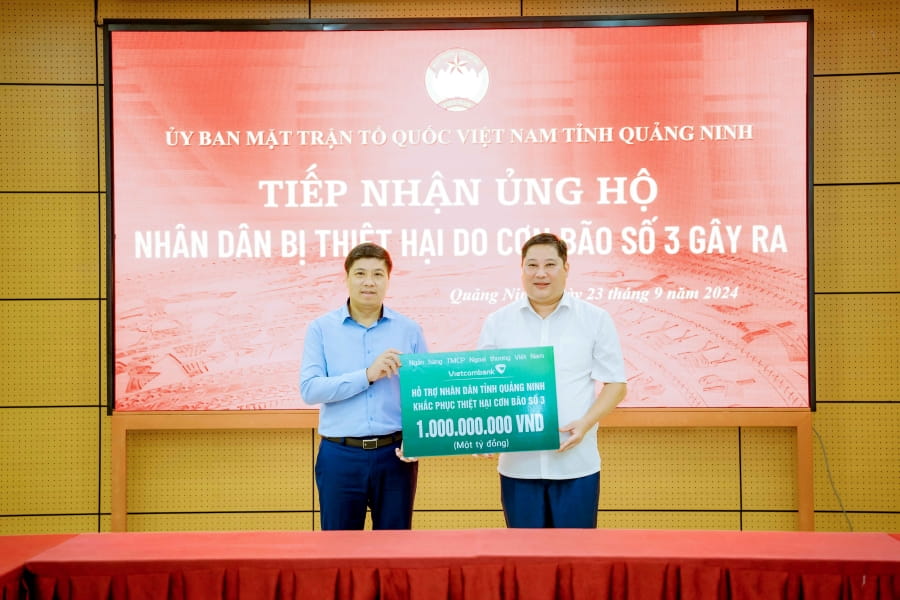 ỦY BAN MẶT TRẬN TỔ QUỐC VIỆT NAM TỈNH QUẢNG NINH
TIẾP NHẬN ỦNG HỘ
NHÂN DÂN BỊ THIỆT HẠI DO CƠN BÃO SỐ 3 GÂY RA
Quảng Nin 23 tháng 9 năm 2024
Ngân hàng TMCP Ngoại thương Việt Nam
Vietcombank
HỖ TRỢ NHÂN DÂN TỈNH QUẢNG NINH
KHẮC PHỤC THIỆT HẠI CƠN BÃO SỐ 3
1.000.000.000 VNĐ
(Một tỷ đồng)